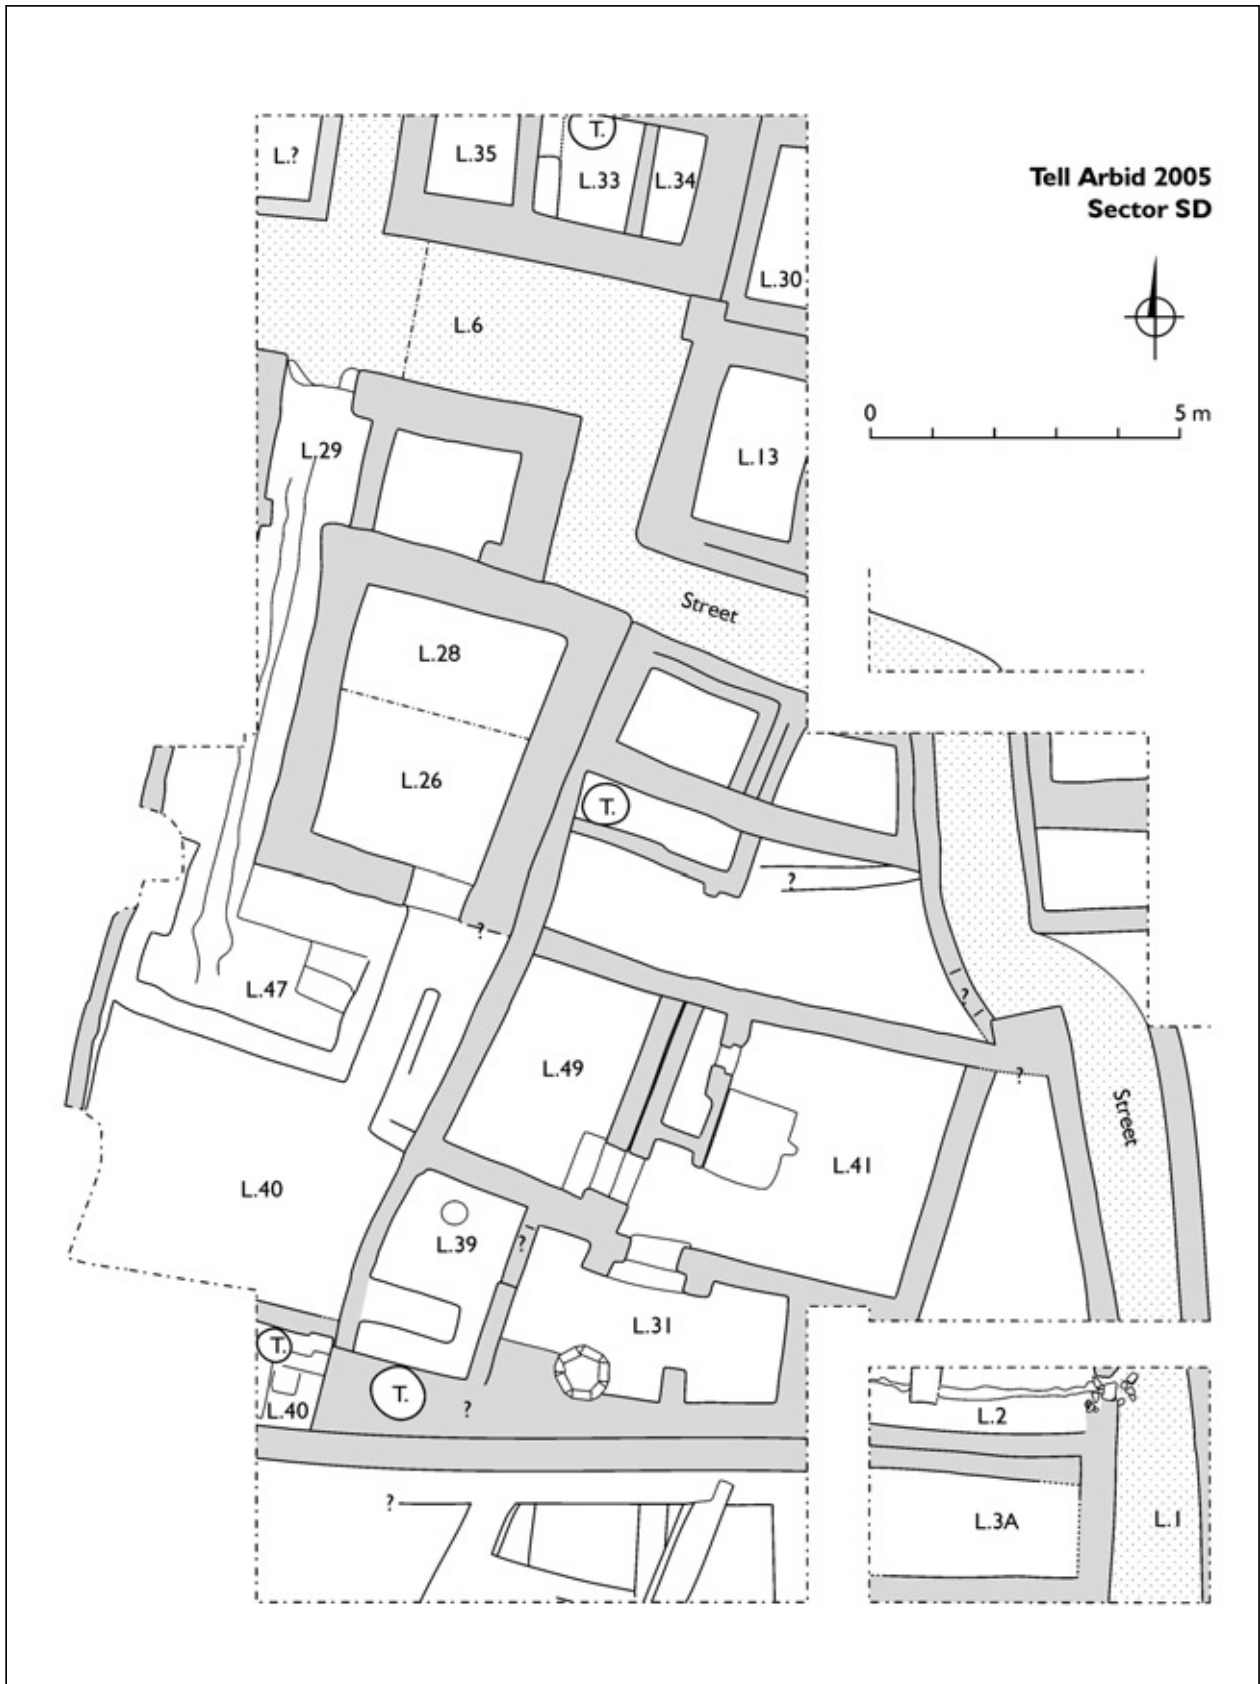 Tell Arbid 2005
Sector SD
0 5 m
L.?
L.35
T.
L.33
L.34
L.30
L.6
L.29
L.13
Street
L.28
L.26
T.
?
?
L.47
?
L.49
?
Street
L.41
L.40
L.39
?
L.31
T.
T.
L.40
?
L.2
?
L.3A
L.1